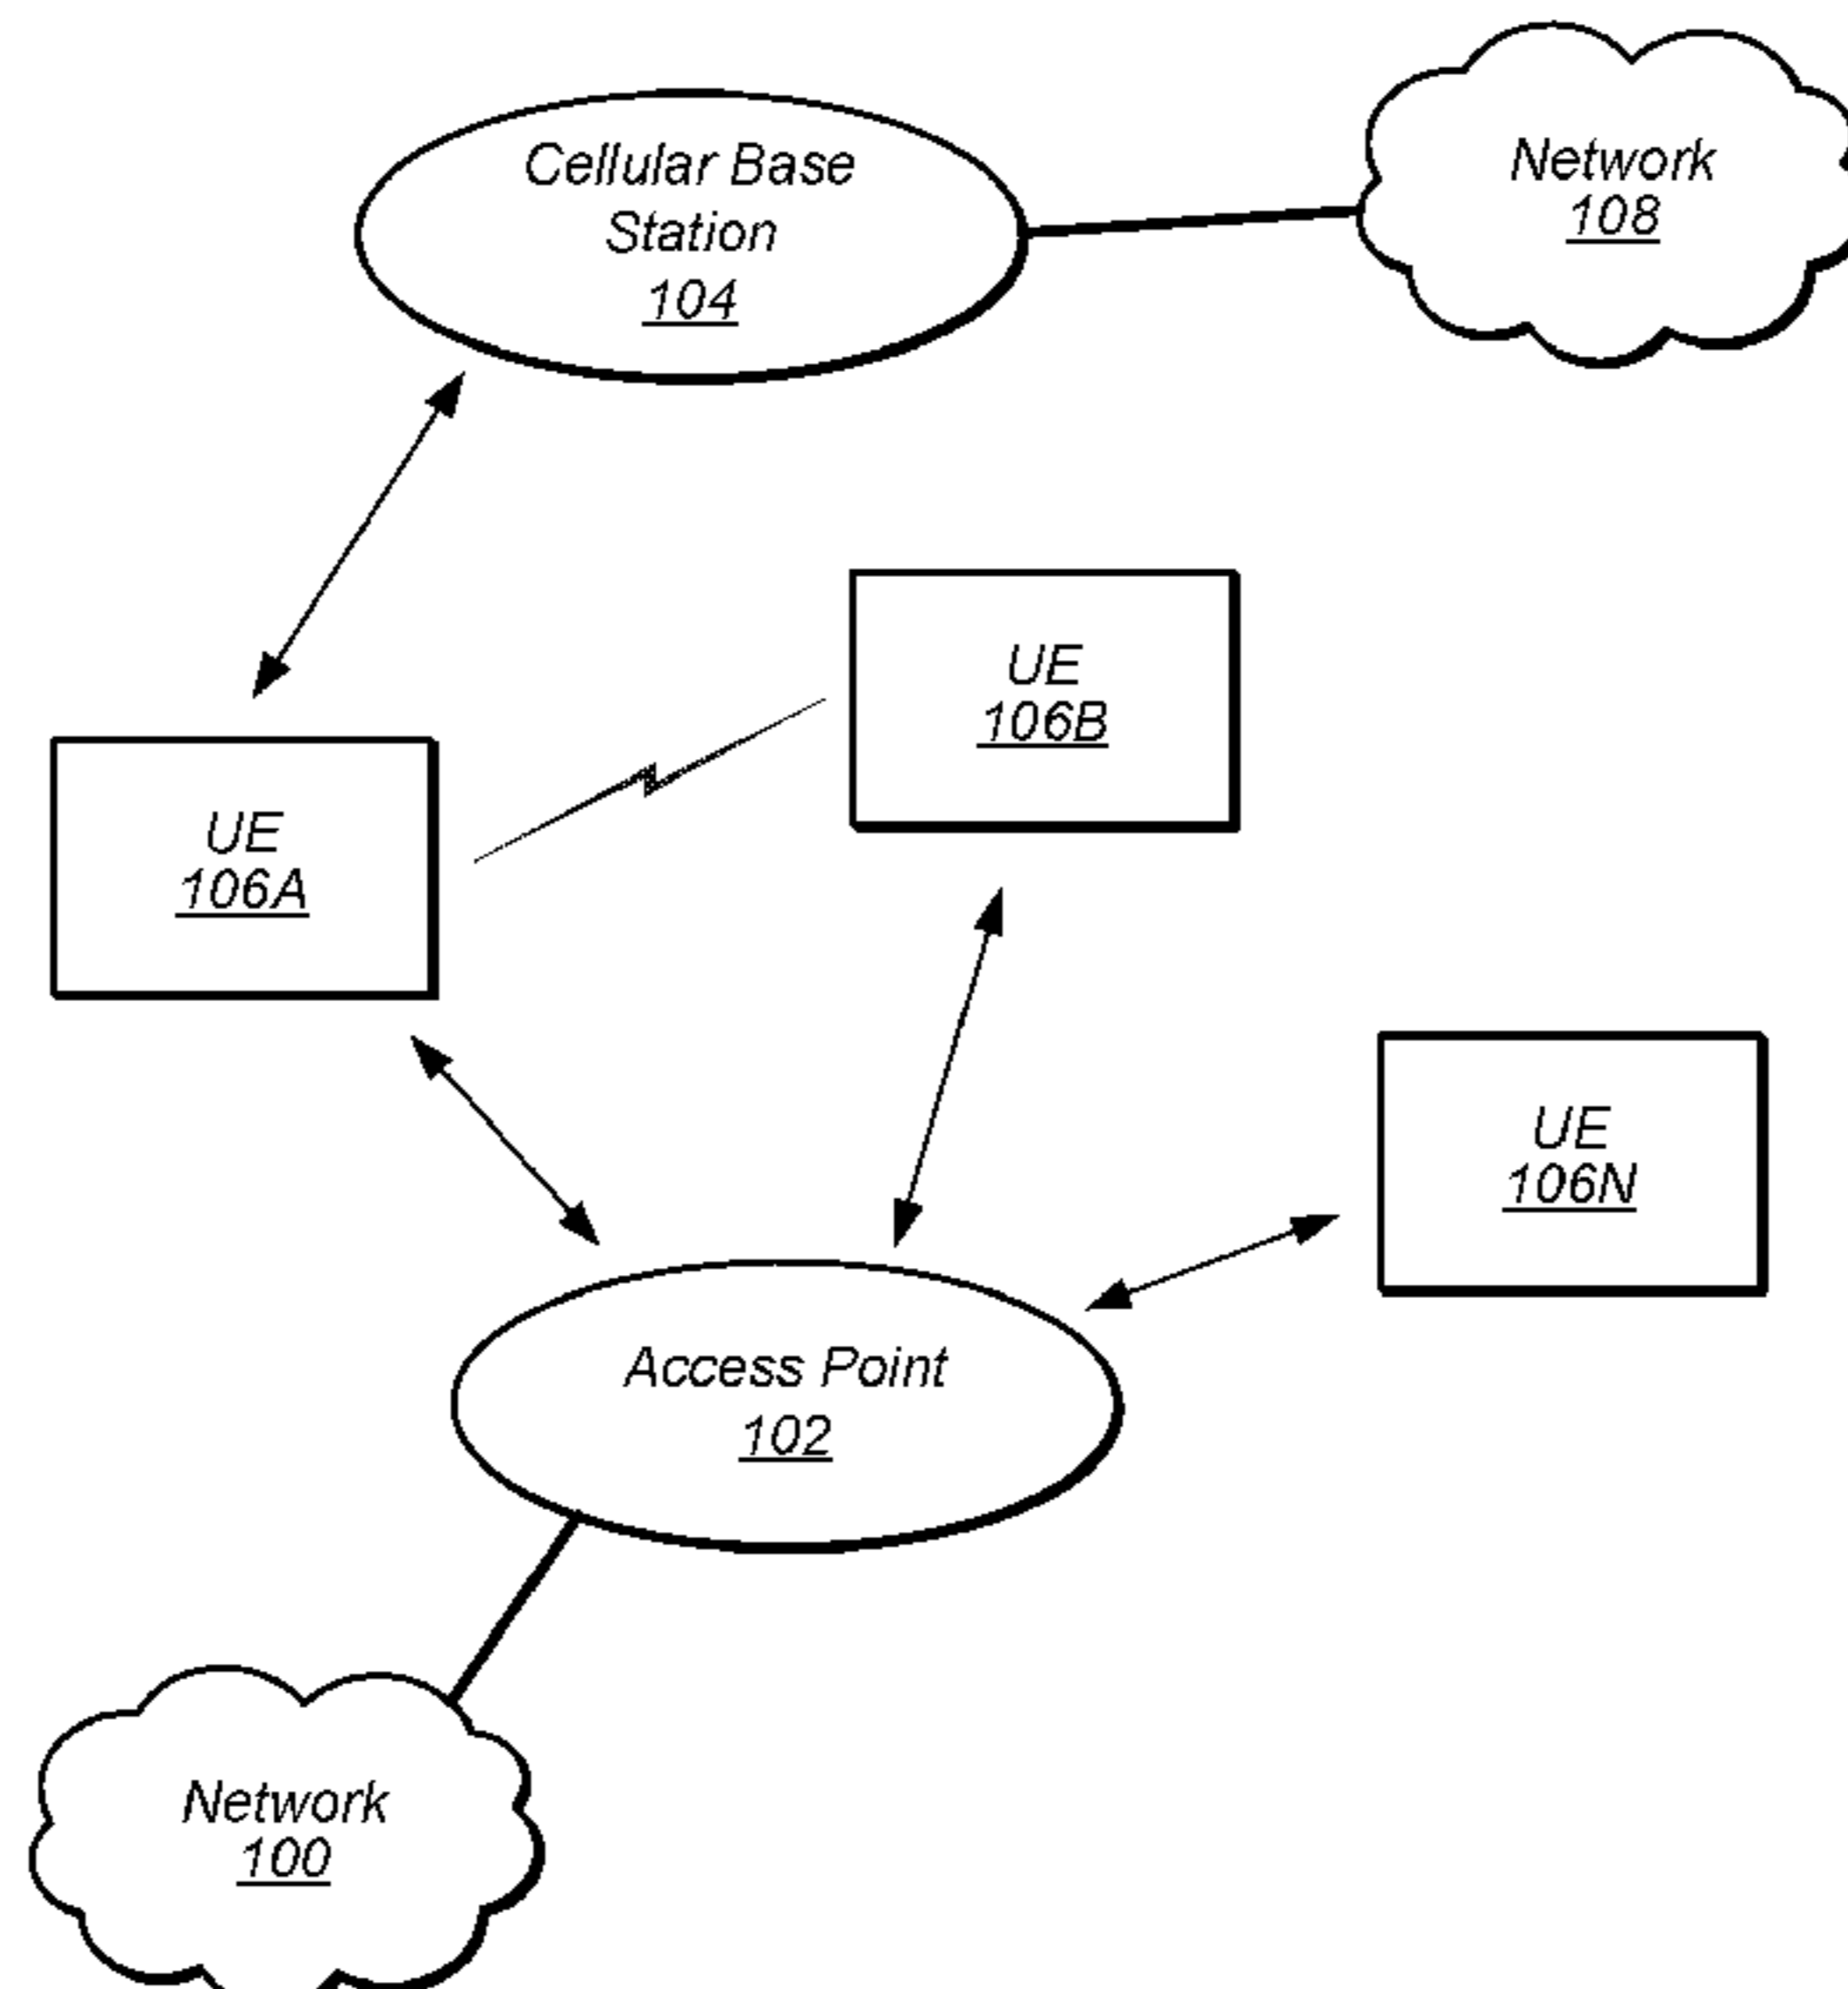 Cellular Base
Station
104
Network
108
UE
106B
UE
106A
UE
106N
Access Point
102
Network
100